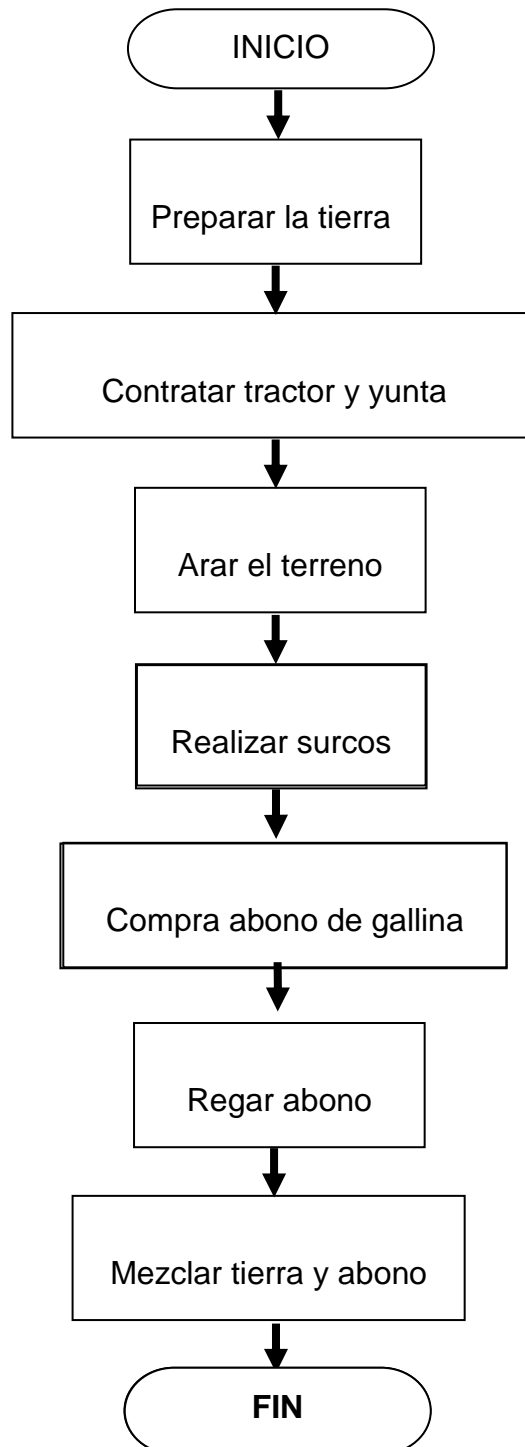 INICIO
Preparar la tierra
Contratar tractor y yunta
Arar el terreno
Realizar surcos
Compra abono de gallina
Regar abono
Mezclar tierra y abono
FIN